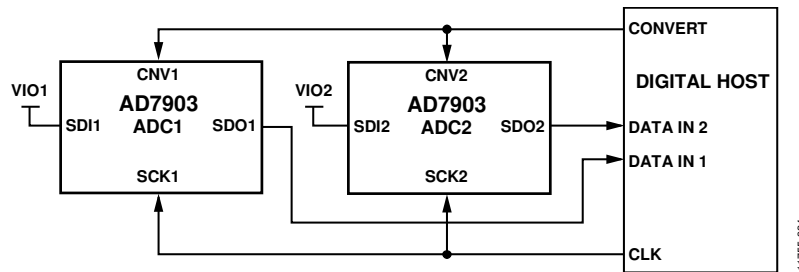 CONVERT
VIO1
CNV1
AD7903
ADC1
SDI1
SDO1
SCK1
VIO2
CNV2
AD7903
ADC2
SDI2
SDO2
SCK2
DIGITAL HOST
DATA IN 2
DATA IN 1
CLK